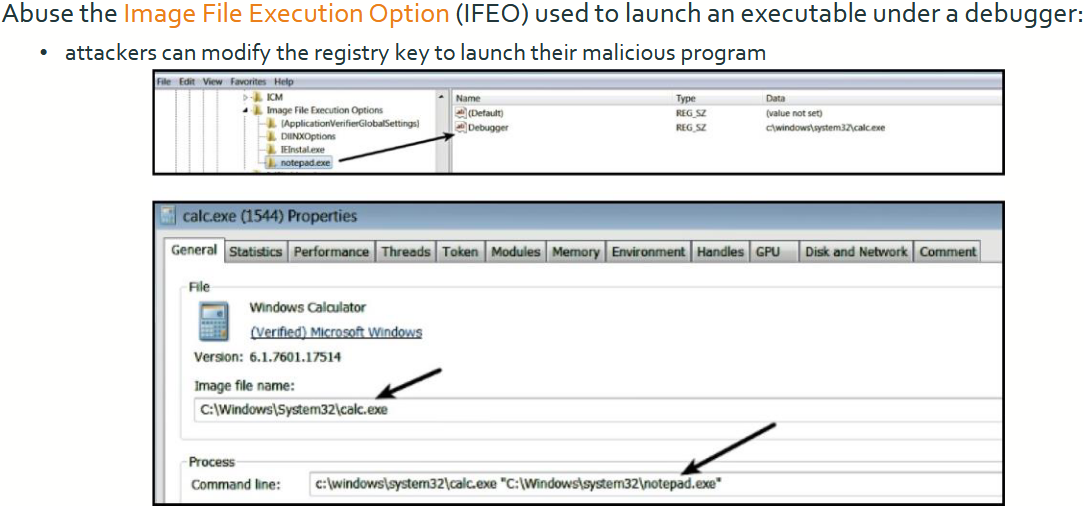 Abuse the Image File Execution Option (IFEO) used to launch an executable under a debugger:
• attackers can modify the registry key to launch their malicious program
File Edit View Favorites Help
ICM
Image File Execution Options
{ApplicationVerifierGlobalSettings}
DllNXOptions
IEInstal.exe
notepad.exe
Name Type Data
(Default) REG_SZ (value not set)
Debugger REG_SZ c:\windows\system32\calc.exe
calc.exe (1544) Properties
General Statistics Performance Threads Token Modules Memory Environment Handles GPU Disk and Network Comment
File
Windows Calculator
(Verified) Microsoft Windows
Version: 6.1.7601.17514
Image file name:
C:\Windows\System32\calc.exe
Process
Command line: c:\windows\system32\calc.exe "C:\Windows\system32\notepad.exe"